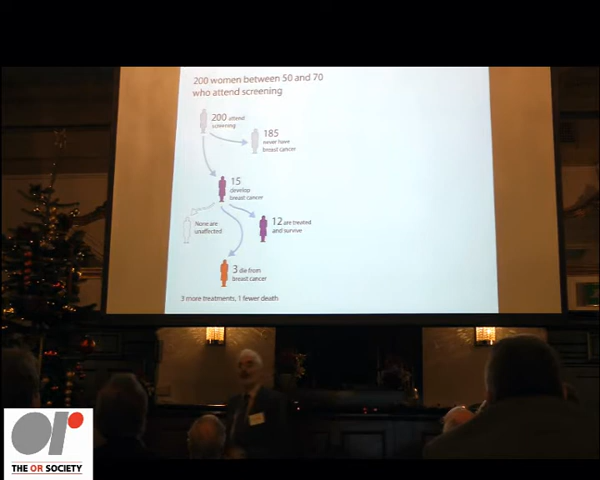 200 women between 50 and 70
who attend screening
200 attend
screening
185
never have
breast cancer
15
develop
breast cancer
None are
unaffected
12 are treated
and survive
3 die from
breast cancer
3 more treatments, 1 fewer death
or
THE OR SOCIETY